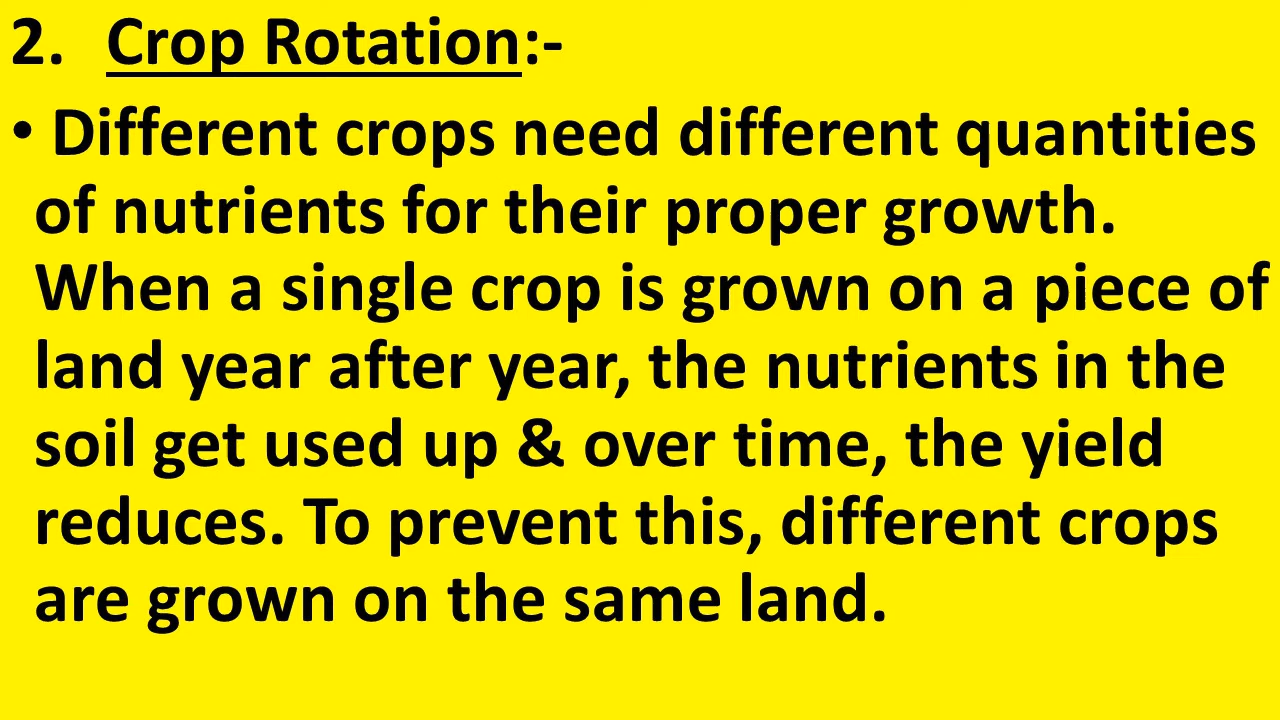 2. Crop Rotation:-
• Different crops need different quantities
of nutrients for their proper growth.
When a single crop is grown on a piece of
land year after year, the nutrients in the
soil get used up & over time, the yield
reduces. To prevent this, different crops
are grown on the same land.